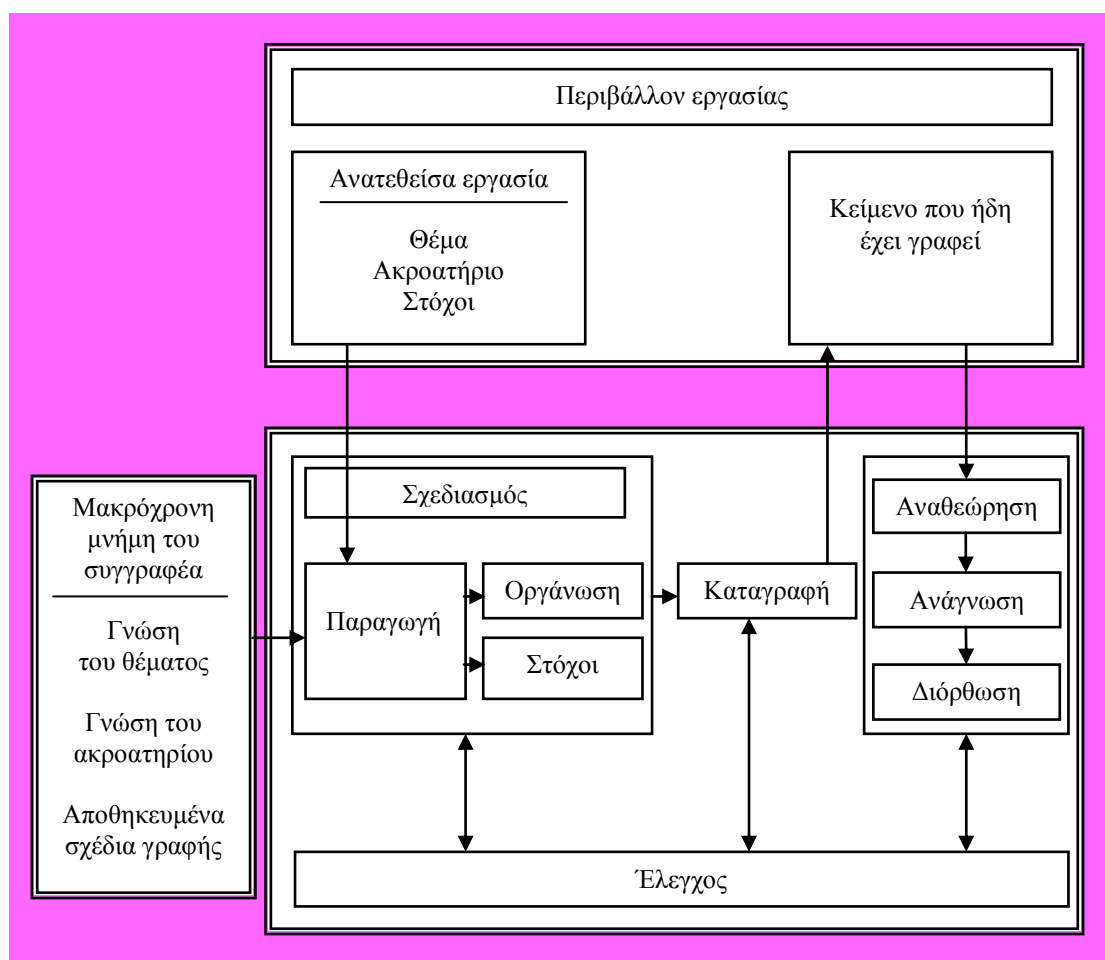 Περιβάλλον εργασίας
Ανατεθείσα εργασία
Θέμα
Ακροατήριο
Στόχοι
Κείμενο που ήδη
έχει γραφεί
Μακρόχρονη
μνήμη του
συγγραφέα
Γνώση
του θέματος
Γνώση του
ακροατηρίου
Αποθηκευμένα
σχέδια γραφής
Σχεδιασμός
Παραγωγή
Οργάνωση
Στόχοι
Καταγραφή
Αναθεώρηση
Ανάγνωση
Διόρθωση
Έλεγχος